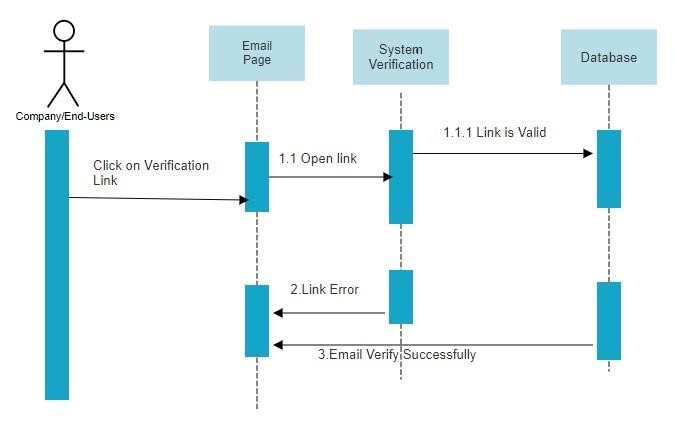 Email
Page
System
Verification
Database
Company/End-Users
1.1.1 Link is Valid
1.1 Open link
Click on Verification
Link
2.Link Error
3.Email Verify Successfully